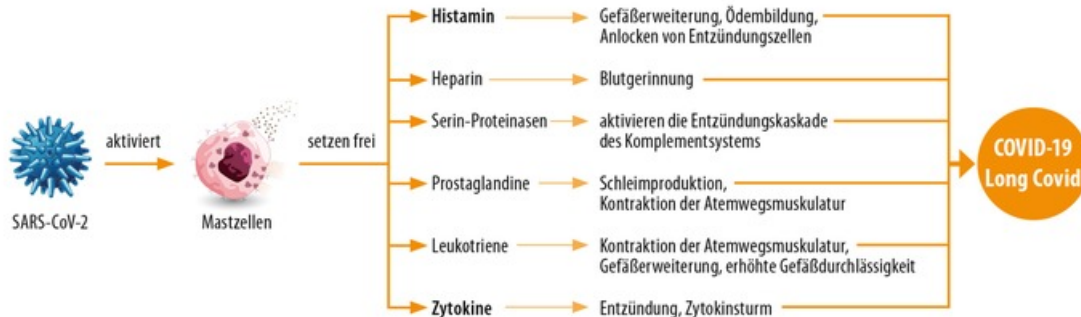 Histamin
Gefäßerweiterung, Ödembildung,
Anlocken von Entzündungszellen
Heparin
Blutgerinnung
SARS-CoV-2
aktiviert
Mastzellen
setzen frei
Serin-Proteinasen
aktivieren die Entzündungskaskade
des Komplementsystems
Prostaglandine
Schleimproduktion,
Kontraktion der Atemwegsmuskulatur
Leukotriene
Kontraktion der Atemwegsmuskulatur,
Gefäßerweiterung, erhöhte Gefäßdurchlässigkeit
Zytokine
Entzündung, Zytokinsturm
COVID-19
Long Covid